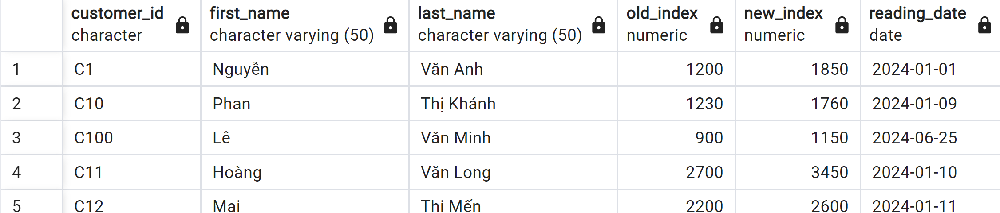 customer_id first_name last_name old_index new_index reading_date
character character varying (50) character varying (50) numeric numeric date
1 C1 Nguyễn Văn Anh 1200 1850 2024-01-01
2 C10 Phan Thị Khánh 1230 1760 2024-01-09
3 C100 Lê Văn Minh 900 1150 2024-06-25
4 C11 Hoàng Văn Long 2700 3450 2024-01-10
5 C12 Mai Thị Mến 2200 2600 2024-01-11